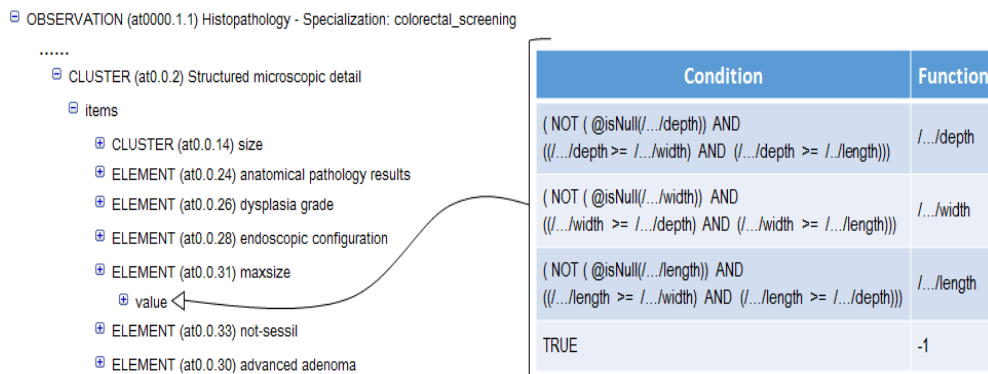 OBSERVATION (at0000.1.1) Histopathology - Specialization: colorectal_screening
......
CLUSTER (at0.0.2) Structured microscopic detail
items
CLUSTER (at0.0.14) size
ELEMENT (at0.0.24) anatomical pathology results
ELEMENT (at0.0.26) dysplasia grade
ELEMENT (at0.0.28) endoscopic configuration
ELEMENT (at0.0.31) maxsize
value
ELEMENT (at0.0.33) not-sessil
ELEMENT (at0.0.30) advanced adenoma
Condition Function
( NOT ( @isNull(/.../depth)) AND
((/.../depth >= /.../width) AND (/.../depth >= /../length)))
/.../depth
( NOT ( @isNull(/.../width)) AND
((/.../width >= /.../depth) AND (/.../width >= /.../length)))
/.../width
( NOT ( @isNull(/.../length)) AND
((/.../length >= /.../width) AND (/.../length >= /.../depth)))
/.../length
TRUE -1